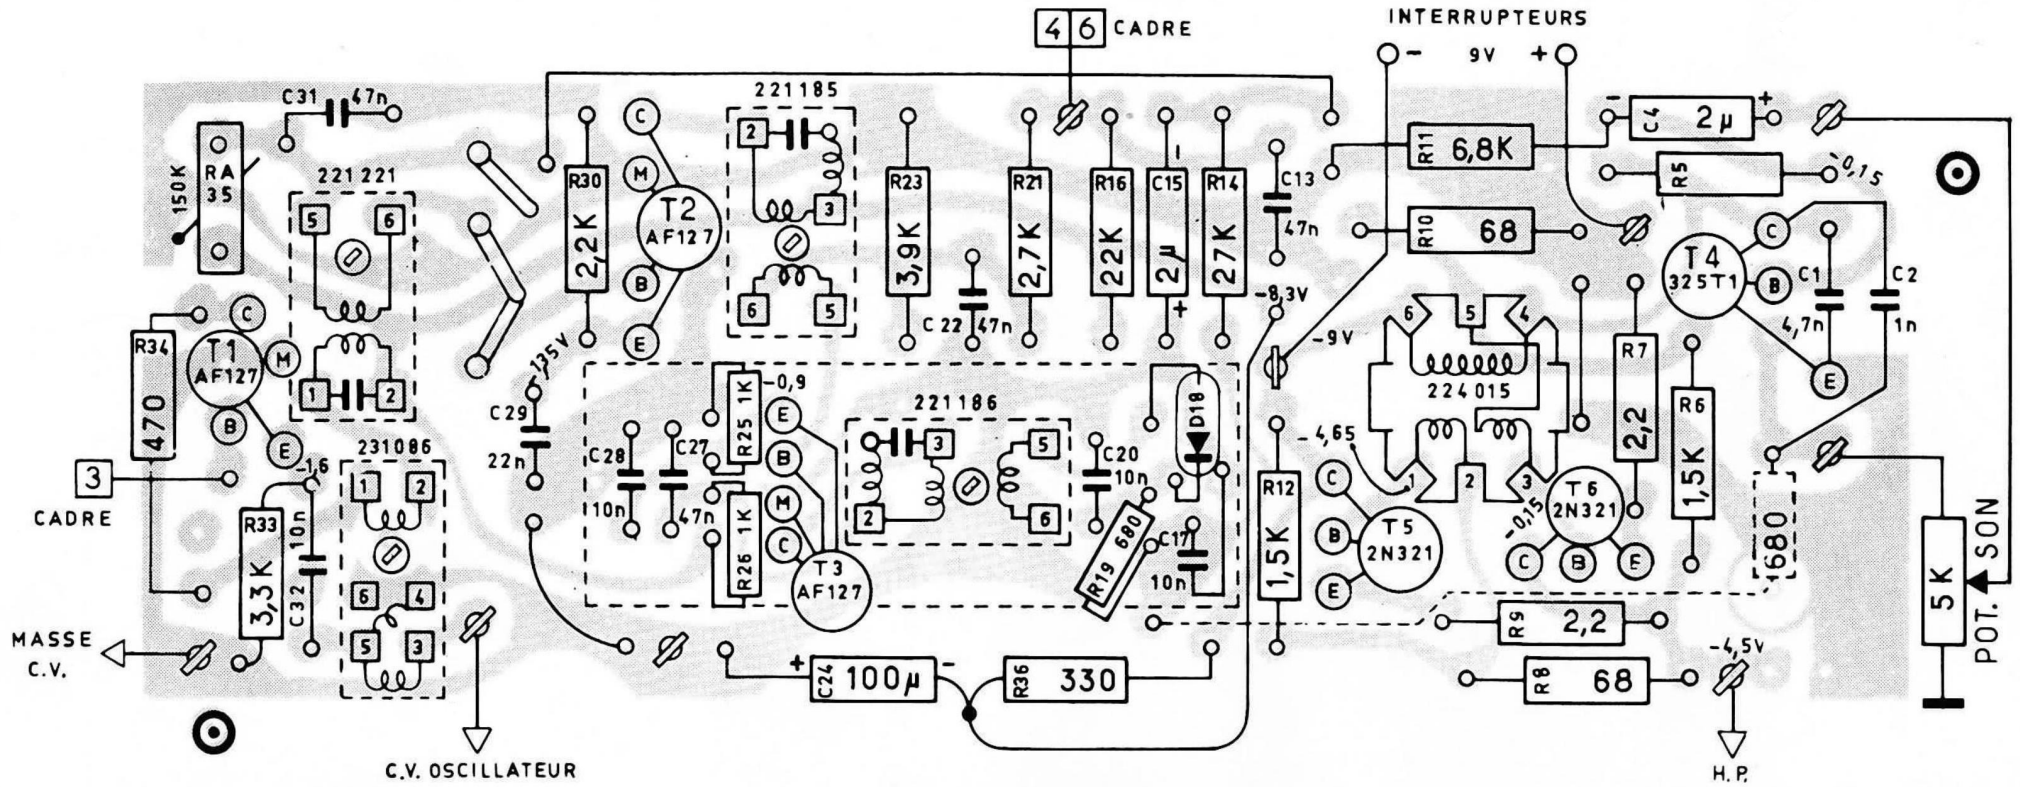 4 6 CADRE
INTERRUPTEURS
- 9V +
C31 47n
150K
RA
35
221221
5 6
1 2
R34
470
C
T1
AF127
M
B
E
-1,6
3
CADRE
R33
3,3K
C32 10n
231086
1 2
6 4
5 3
MASSE
C.V.
C.V. OSCILLATEUR
R30
2,2K
C
M
T2
AF127
B
E
221185
2
3
6 5
R23
3,9K
C22 47n
R21
2,7K
R16
22K
-
C15
2µ
+
R14
27K
C13
47n
-8,3V
-9V
C29
22n
C28
10n
C27
47n
R25 1K
-0,9
R26 1K
E
B
M
C
T3
AF127
221186
3 5
2 6
C20
10n
D18
R19 680
C17
10n
R12
1,5K
+ C24 100µ -
R36 330
R11 6,8K
- C4 2µ +
R5
-0,15
R10 68
T4
325T1
C
B
E
C1
4,7n
C2
1n
6 5 4
224015
1 2 3
-4,65
C
B
E
T5
2N321
T6
2N321
-0,15
C B E
R7
2,2
R6
1,5K
680
R9 2,2
R8 68
-4,5V
H.P.
5K
POT. SON